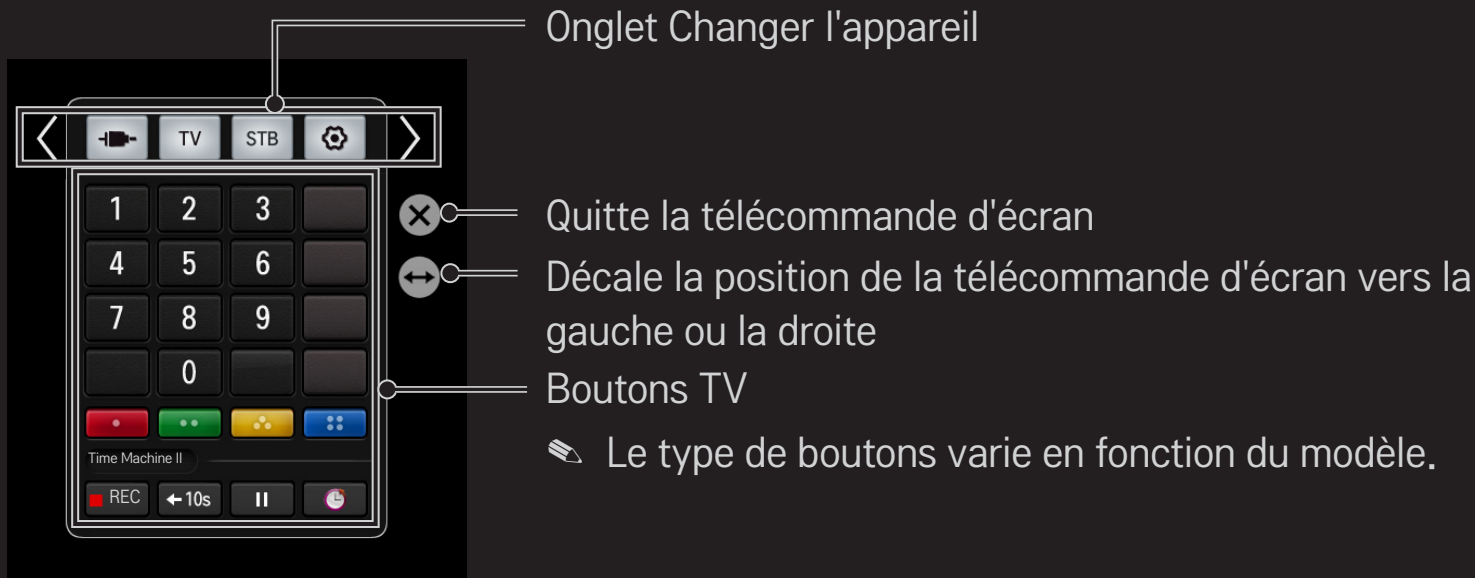 Onglet Changer l'appareil
TV STB
1 2 3
Quitte la télécommande d'écran
4 5 6
Décale la position de la télécommande d'écran vers la
gauche ou la droite
7 8 9
0
Boutons TV
Le type de boutons varie en fonction du modèle.
Time Machine II
REC 10s